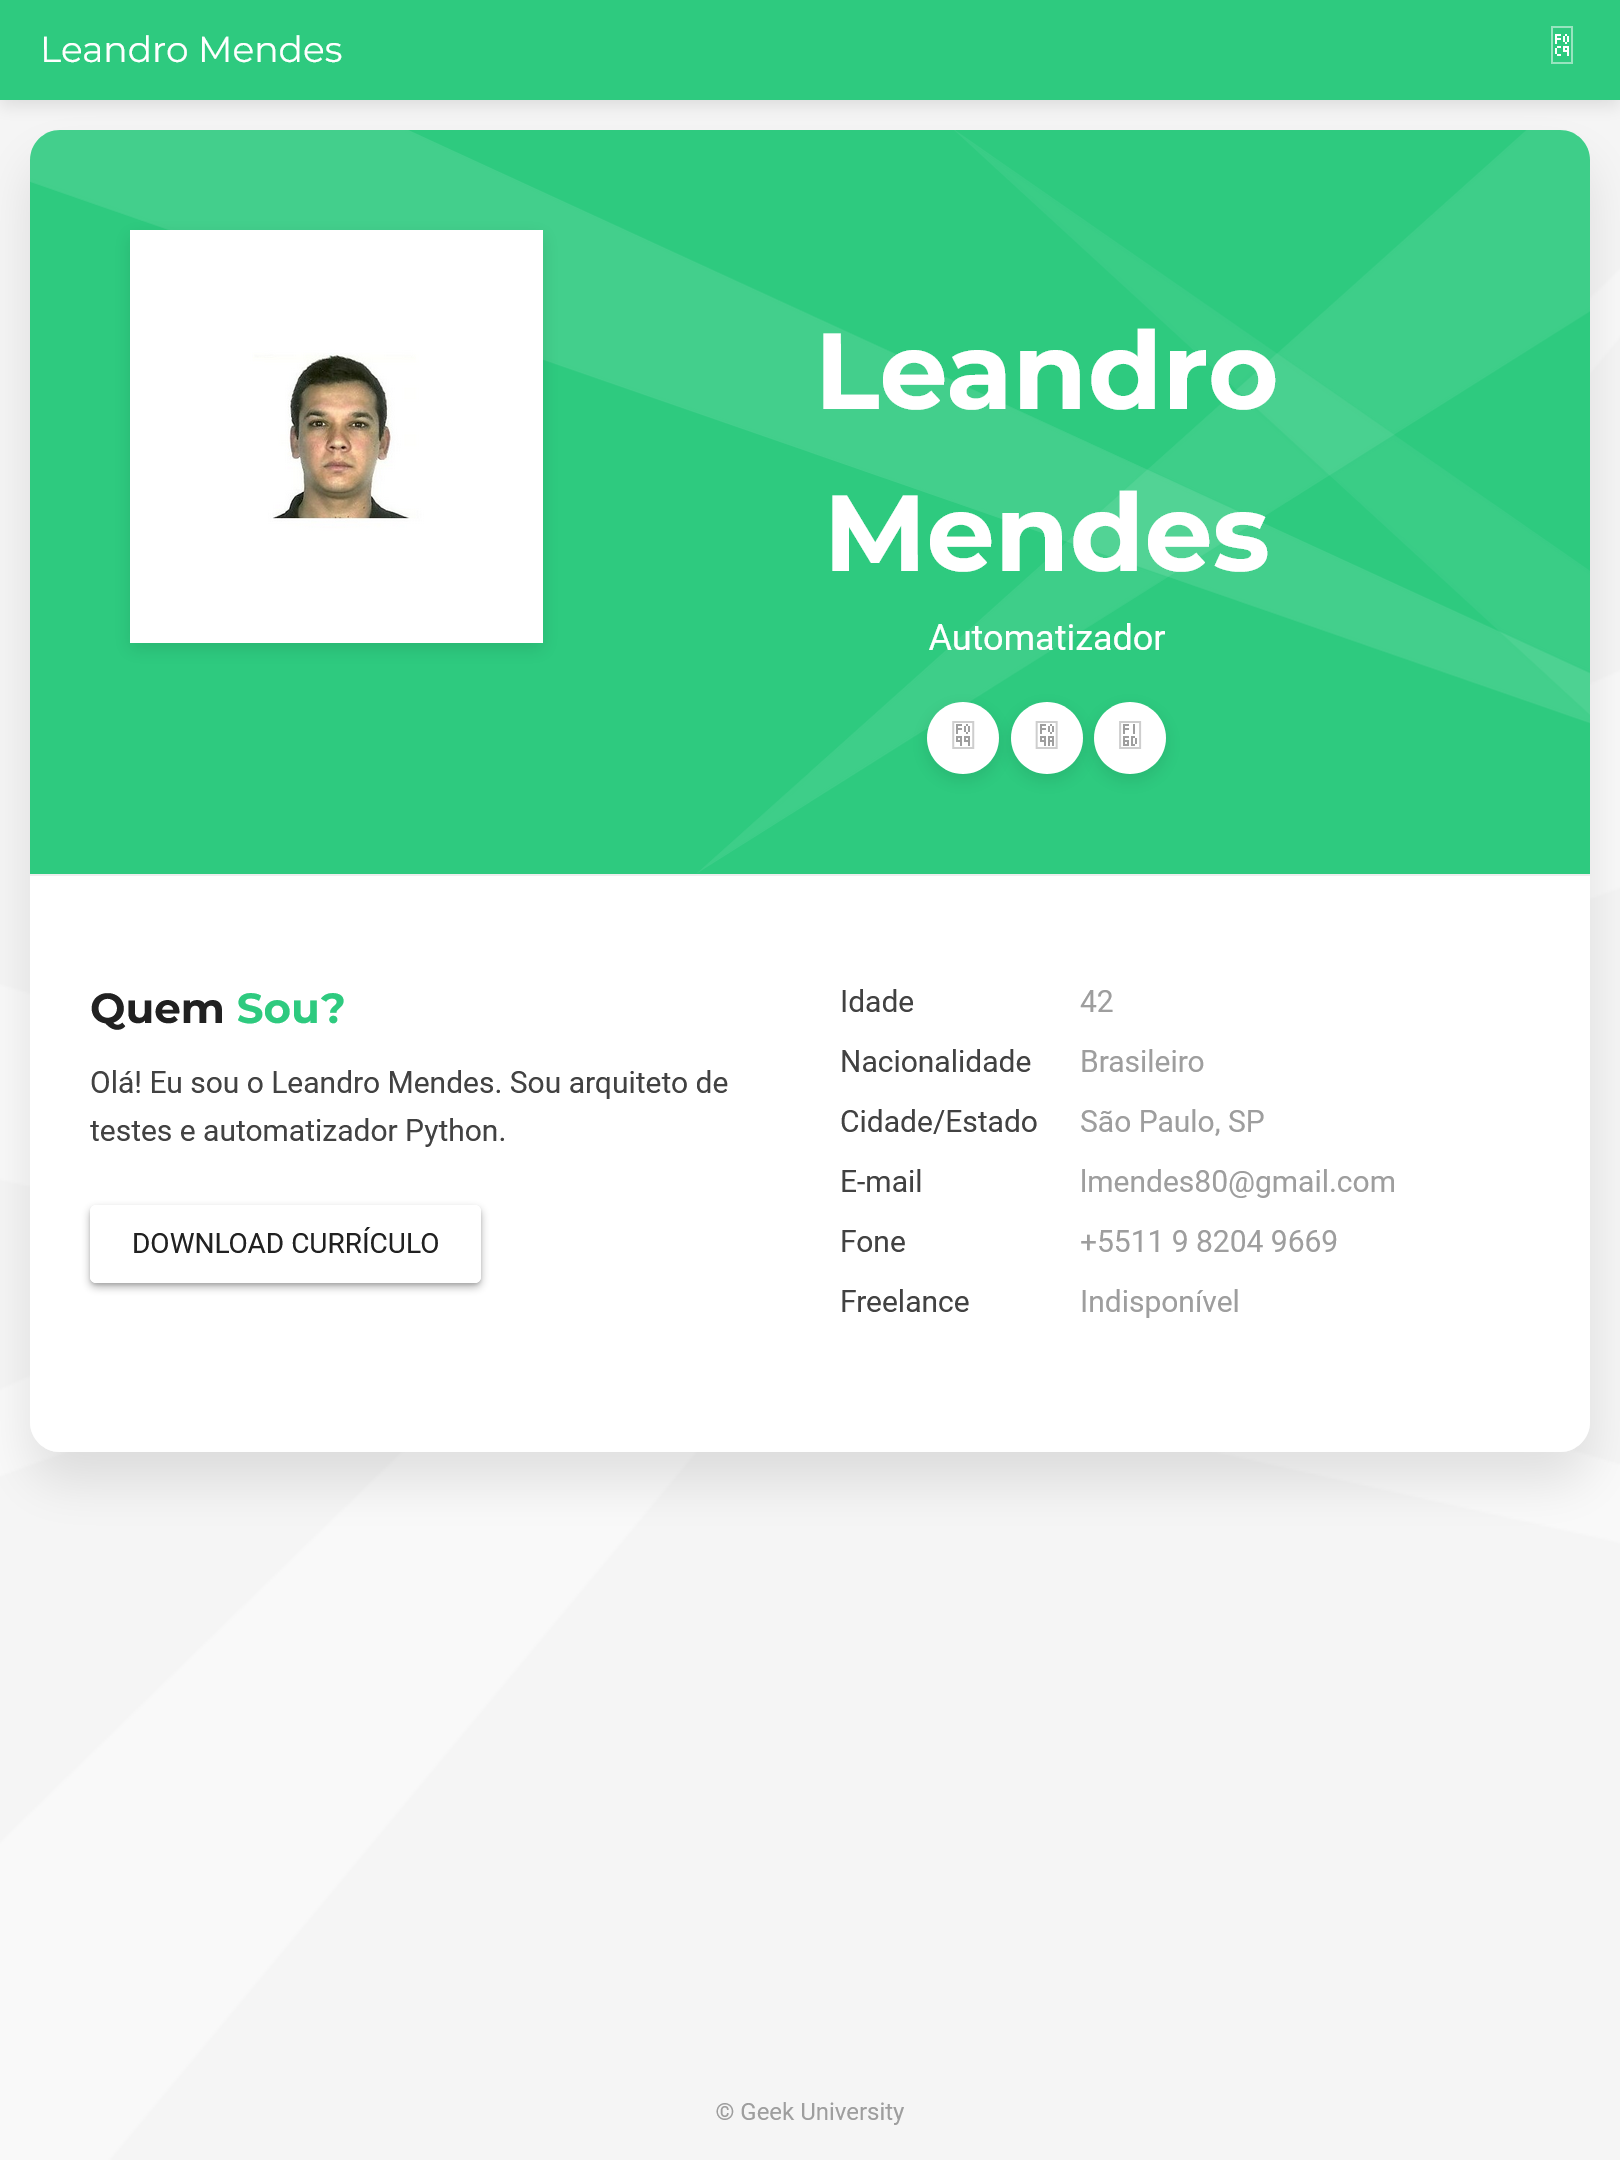 Leandro Mendes
Leandro
Mendes
Automatizador
Quem Sou?
Olá! Eu sou o Leandro Mendes. Sou arquiteto de
testes e automatizador Python.
DOWNLOAD CURRÍCULO
Idade 42
Nacionalidade Brasileiro
Cidade/Estado São Paulo, SP
E-mail lmendes80@gmail.com
Fone +5511 9 8204 9669
Freelance Indisponível
© Geek University